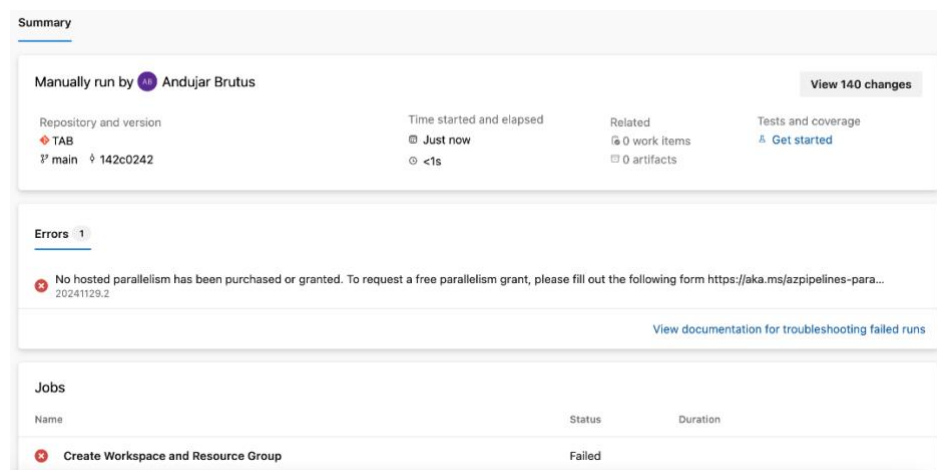 Summary
Manually run by AB Andujar Brutus
View 140 changes
Repository and version
TAB
main 142c0242
Time started and elapsed
Just now
<1s
Related
0 work items
0 artifacts
Tests and coverage
Get started
Errors 1
No hosted parallelism has been purchased or granted. To request a free parallelism grant, please fill out the following form https://aka.ms/azpipelines-para...
20241129.2
View documentation for troubleshooting failed runs
Jobs
Name Status Duration
Create Workspace and Resource Group Failed